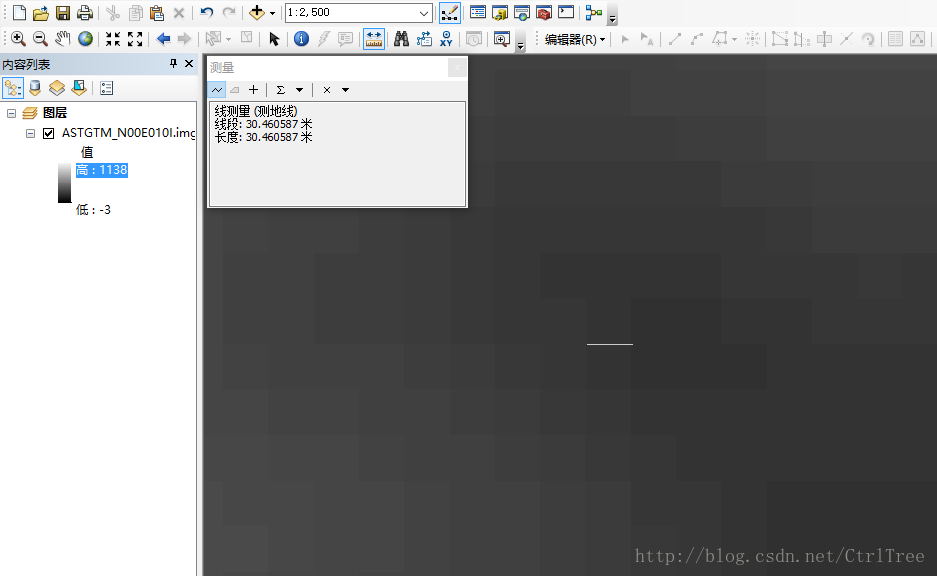 1:2,500
编辑器(R)
内容列表
图层
ASTGTM_N00E010I.img
值
高 : 1138
低 : -3
测量
线测量 (测地线)
线段: 30.460587 米
长度: 30.460587 米
http://blog.csdn.net/CtrlTree